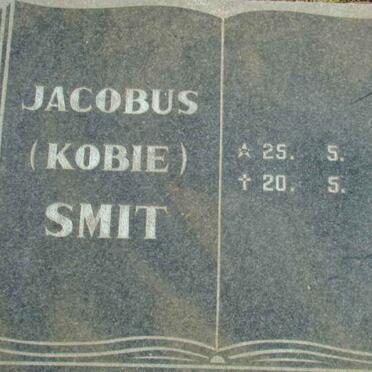 JACOBUS
(KOBIE)
SMIT
☆ 25. 5.
✝ 20. 5.